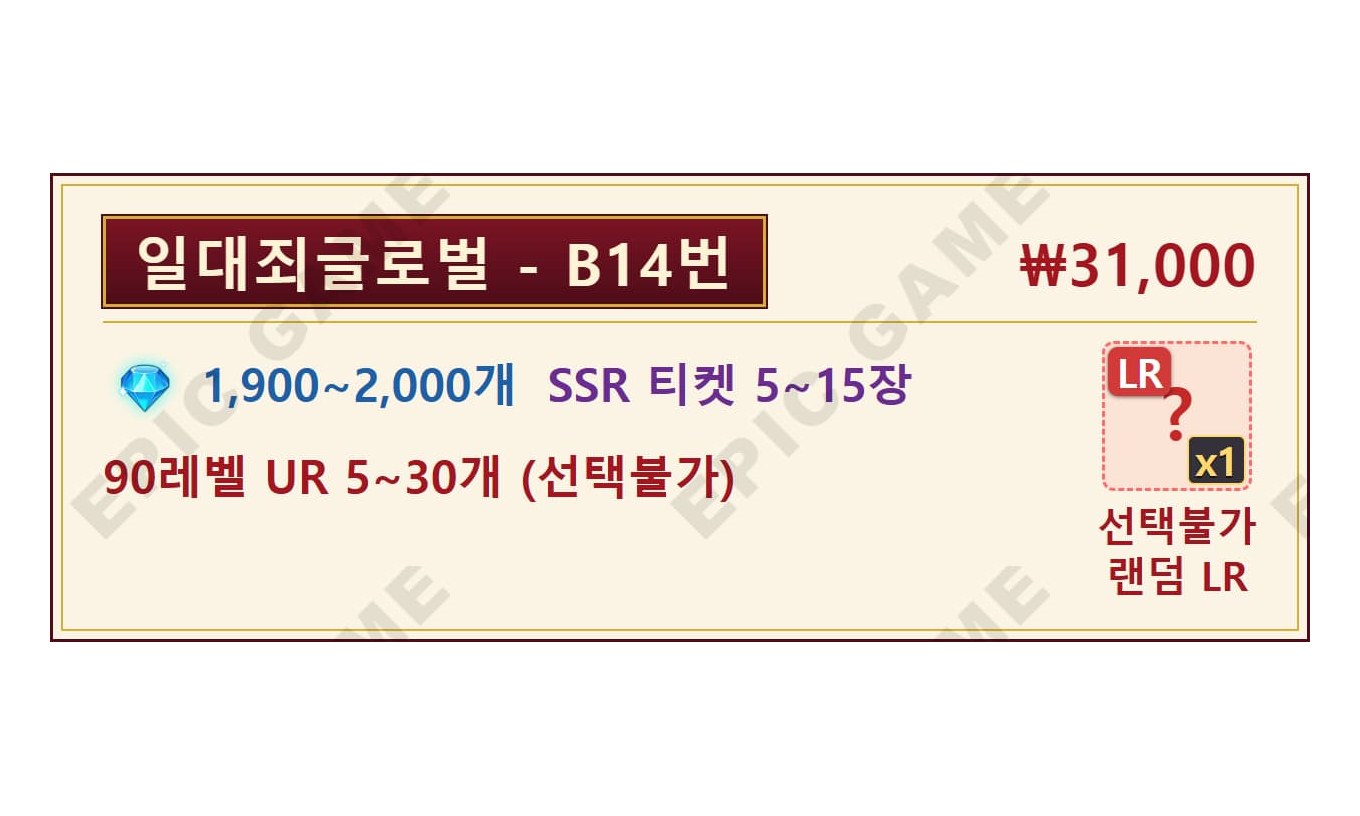 일대죄글로벌 - B14번
₩31,000
1,900~2,000개 SSR 티켓 5~15장
90레벨 UR 5~30개 (선택불가)
LR
?
x1
선택불가
랜덤 LR
EPIC GAME
EPIC GAME